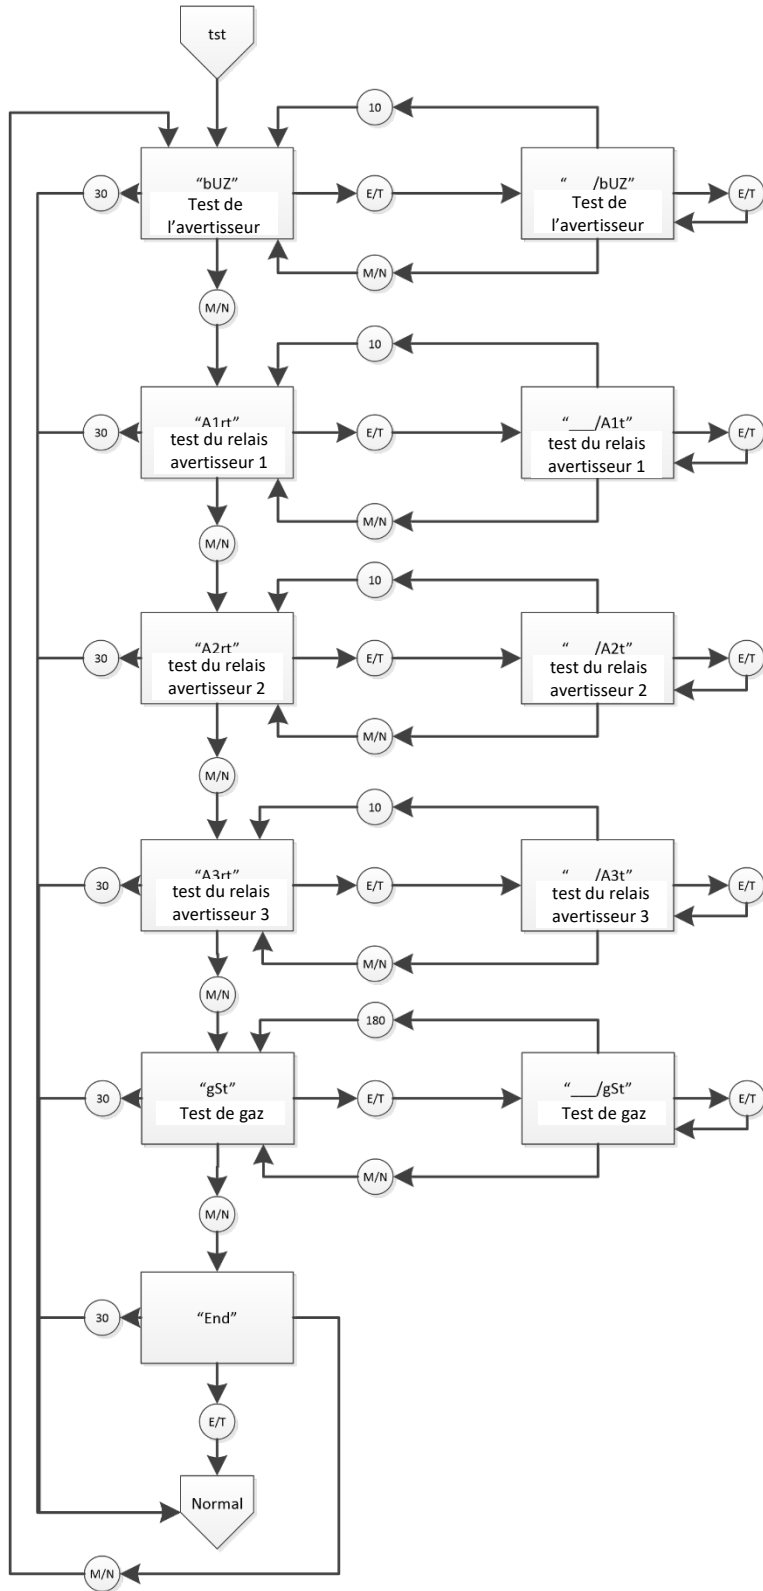 tst
10
30
“bUZ”
Test de
l’avertisseur
E/T
“___/bUZ”
Test de
l’avertisseur
E/T
M/N
M/N
10
30
“A1rt”
test du relais
avertisseur 1
E/T
“___/A1t”
test du relais
avertisseur 1
E/T
M/N
M/N
10
30
“A2rt”
test du relais
avertisseur 2
E/T
“___/A2t”
test du relais
avertisseur 2
E/T
M/N
M/N
10
30
“A3rt”
test du relais
avertisseur 3
E/T
“___/A3t”
test du relais
avertisseur 3
E/T
M/N
M/N
180
30
“gSt”
Test de gaz
E/T
“___/gSt”
Test de gaz
E/T
M/N
M/N
30
“End”
E/T
Normal
M/N